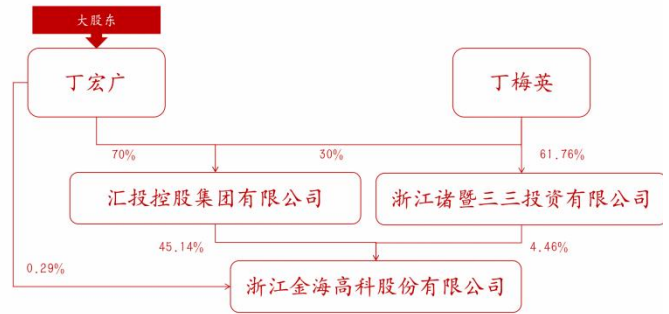 大股东
丁宏广
丁梅英
70%
30%
61.76%
汇投控股集团有限公司
浙江诸暨三三投资有限公司
45.14%
4.46%
0.29%
浙江金海高科股份有限公司